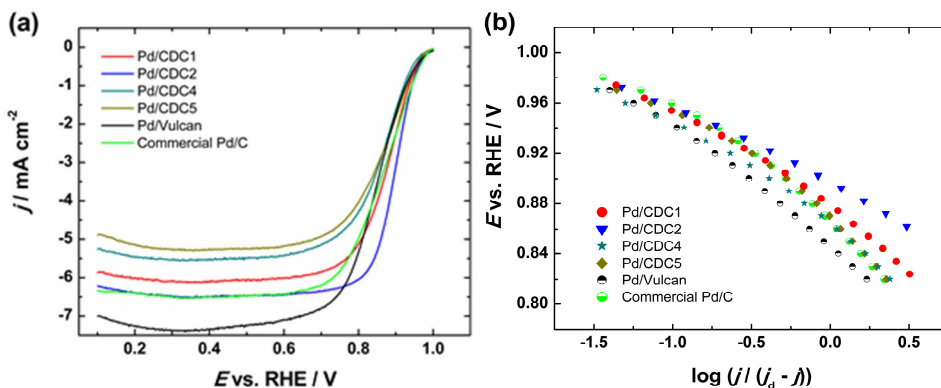 (a)
0
-1
-2
-3
-4
-5
-6
-7
j / mA cm⁻²
Pd/CDC1
Pd/CDC2
Pd/CDC4
Pd/CDC5
Pd/Vulcan
Commercial Pd/C
0.2 0.4 0.6 0.8 1.0
E vs. RHE / V
(b)
1.00
0.96
0.92
0.88
0.84
0.80
E vs. RHE / V
Pd/CDC1
Pd/CDC2
Pd/CDC4
Pd/CDC5
Pd/Vulcan
Commercial Pd/C
-1.5 -1.0 -0.5 0.0 0.5
log (j / (j_d - j))